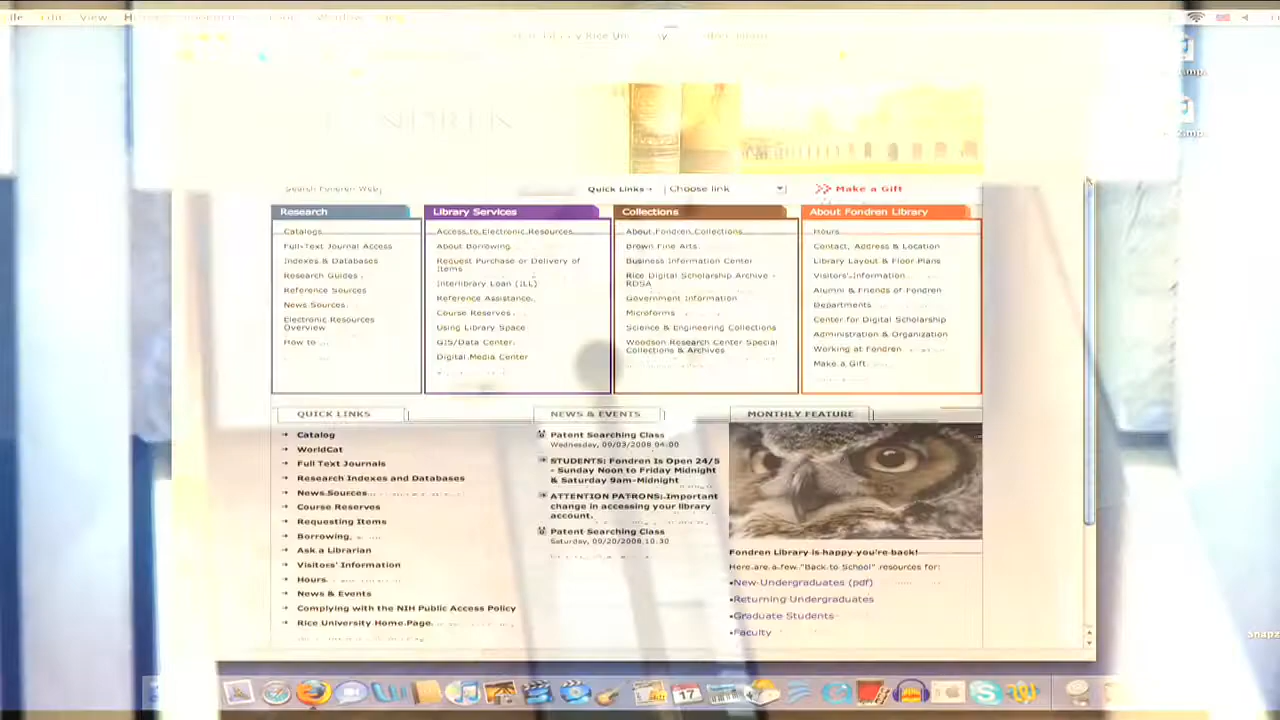 View
FONDREN
Search Fondren Web
Quick Links
Choose link
Make a Gift
Research
Catalogs
Full-Text Journal Access
Indexes & Databases
Research Guides
Reference Sources
News Sources
Electronic Resources
Overview
How to ...
Library Services
Access to Electronic Resources
About Borrowing
Request Purchase or Delivery of
Items
Interlibrary Loan (ILL)
Reference Assistance
Course Reserves
Using Library Space
GIS/Data Center
Digital Media Center
Collections
About Fondren Collections
Brown Fine Arts
Business Information Center
Rice Digital Scholarship Archive -
RDSA
Government Information
Microforms
Science & Engineering Collections
Woodson Research Center Special
Collections & Archives
About Fondren Library
Hours
Contact, Address & Location
Library Layout & Floor Plans
Visitors' Information
Alumni & Friends of Fondren
Departments
Center for Digital Scholarship
Administration & Organization
Working at Fondren
Make a Gift
QUICK LINKS
Catalog
WorldCat
Full Text Journals
Research Indexes and Databases
News Sources
Course Reserves
Requesting Items
Borrowing
Ask a Librarian
Visitors' Information
Hours
News & Events
Complying with the NIH Public Access Policy
Rice University Home Page
NEWS & EVENTS
Patent Searching Class
Wednesday, 09/03/2008 04:00
STUDENTS: Fondren Is Open 24/5
- Sunday Noon to Friday Midnight
& Saturday 9am-Midnight
ATTENTION PATRONS: Important
change in accessing your library
account.
Patent Searching Class
Saturday, 09/20/2008 10:30
MONTHLY FEATURE
Fondren Library is happy you're back!
Here are a few "Back to School" resources for:
•New Undergraduates (pdf)
•Returning Undergraduates
•Graduate Students
•Faculty
17
Snapz